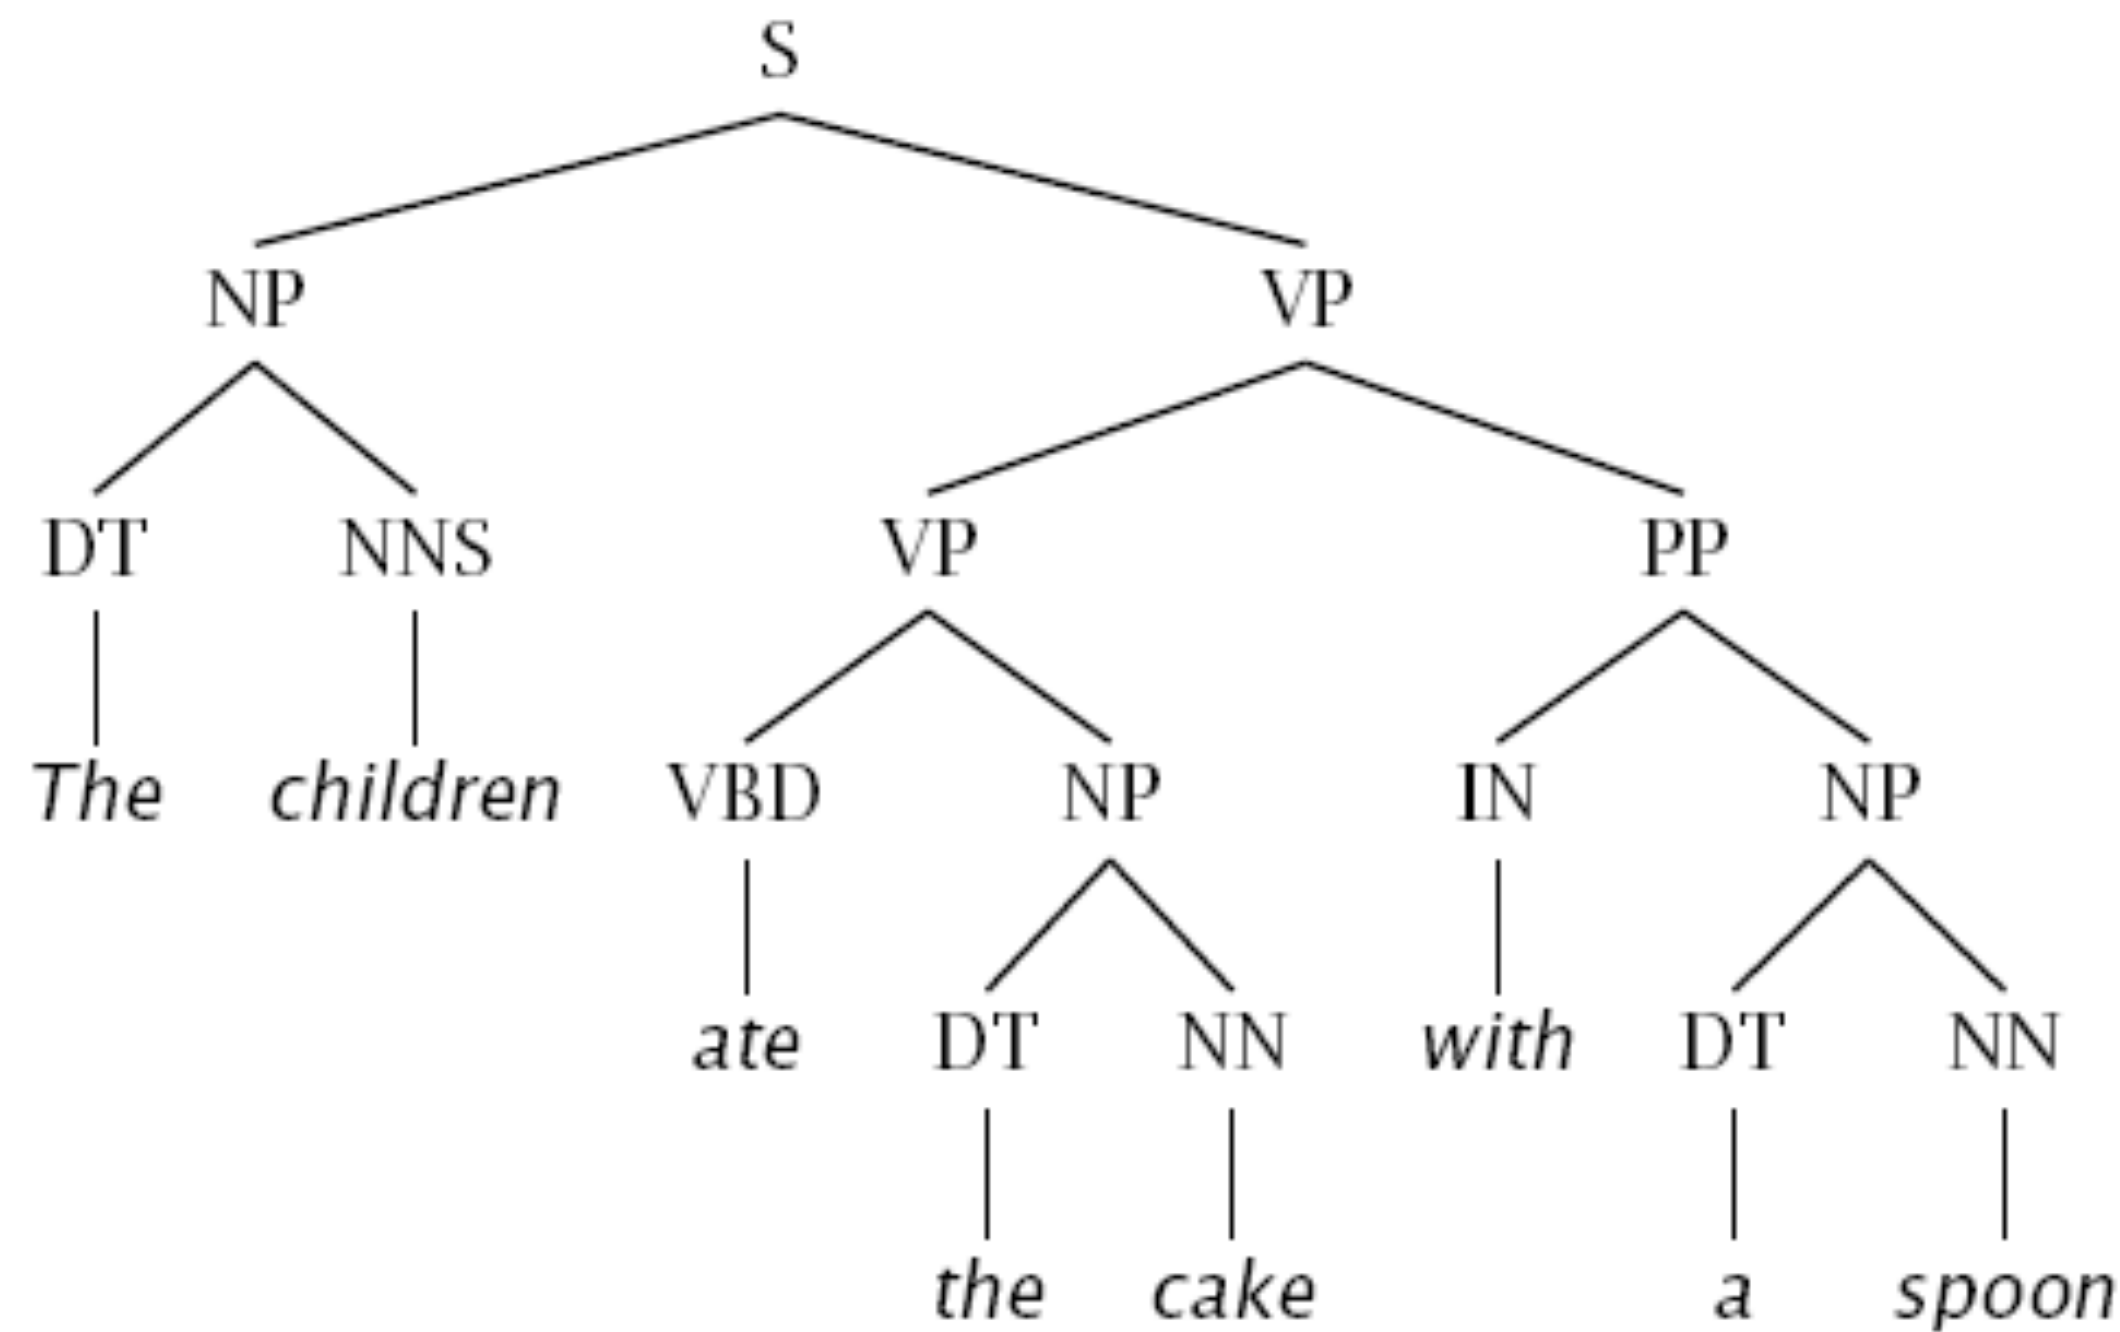 S
NP VP
DT NNS VP PP
The children VBD NP IN NP
ate DT NN with DT NN
the cake a spoon